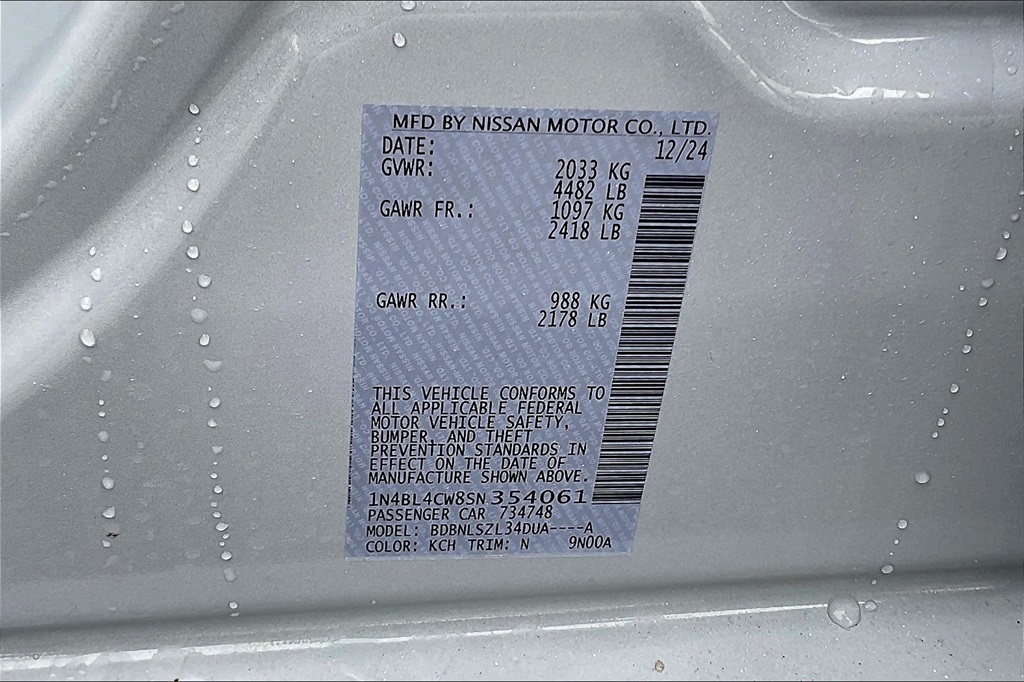 MFD BY NISSAN MOTOR CO., LTD.
DATE: 12/24
GVWR: 2033 KG
4482 LB
GAWR FR.: 1097 KG
2418 LB
GAWR RR.: 988 KG
2178 LB
THIS VEHICLE CONFORMS TO
ALL APPLICABLE FEDERAL
MOTOR VEHICLE SAFETY,
BUMPER, AND THEFT
PREVENTION STANDARDS IN
EFFECT ON THE DATE OF
MANUFACTURE SHOWN ABOVE.
1N4BL4CW8SN354061
PASSENGER CAR 734748
MODEL: BDBNLSZL34DUA----A
COLOR: KCH TRIM: N 9N00A